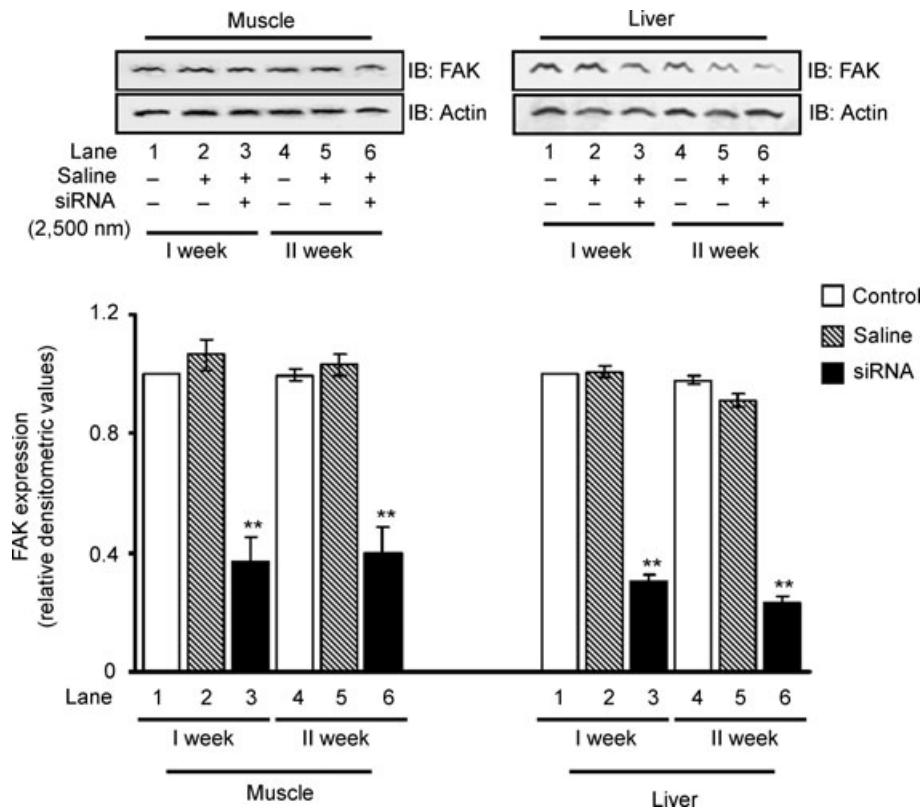 Muscle
IB: FAK
IB: Actin
Lane 1 2 3 4 5 6
Saline – + + – + +
siRNA – – + – – +
(2,500 nm)
I week II week
Liver
IB: FAK
IB: Actin
1 2 3 4 5 6
– + + – + +
– – + – – +
I week II week
Control
Saline
siRNA
FAK expression
(relative densitometric values)
1.2
0.8
0.4
0
** ** ** **
Lane 1 2 3 4 5 6 1 2 3 4 5 6
I week II week I week II week
Muscle Liver